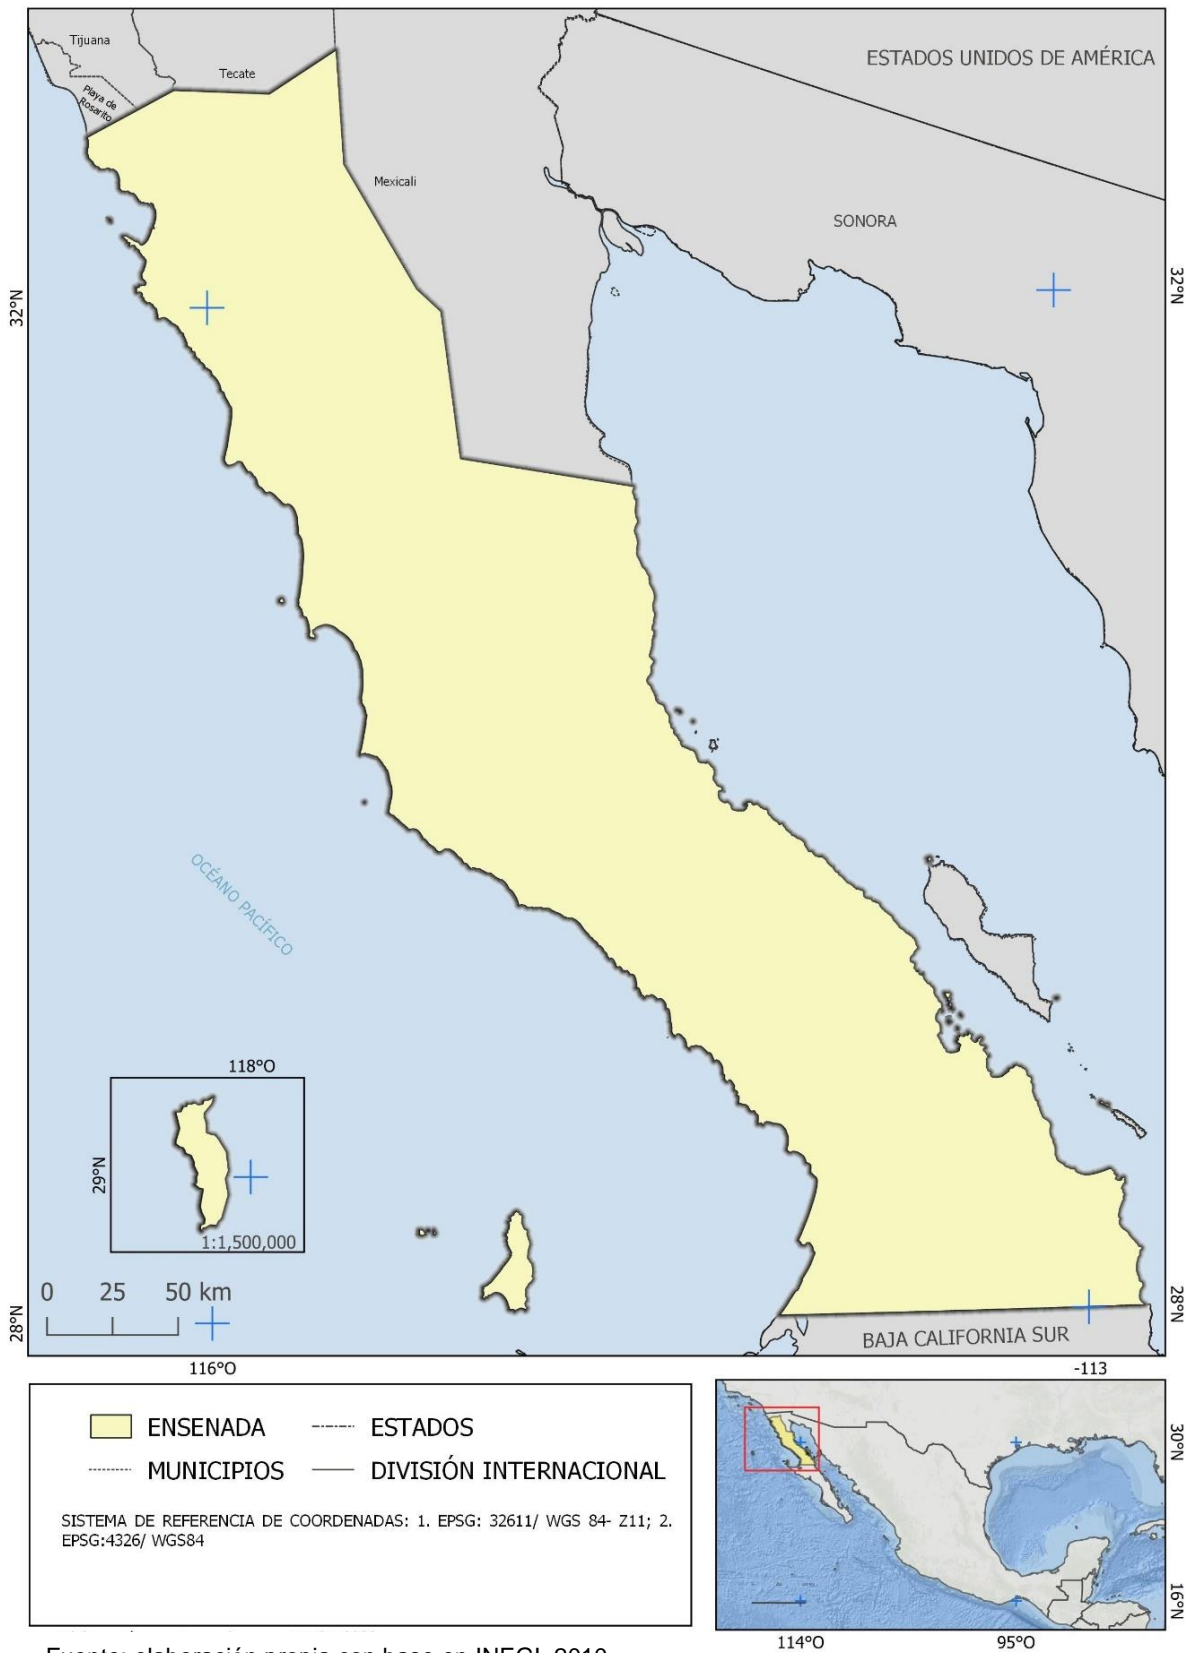 Tijuana
Tecate
Playa de
Rosarito
Mexicali
ESTADOS UNIDOS DE AMÉRICA
SONORA
32°N
32°N
OCÉANO PACÍFICO
118°O
29°N
1:1,500,000
0 25 50 km
28°N
28°N
BAJA CALIFORNIA SUR
116°O
-113
ENSENADA
ESTADOS
MUNICIPIOS
DIVISIÓN INTERNACIONAL
SISTEMA DE REFERENCIA DE COORDENADAS: 1. EPSG: 32611/ WGS 84- Z11; 2.
EPSG:4326/ WGS84
30°N
16°N
114°O
95°O
Fuente: elaboración propia con base en INEGI, 2019